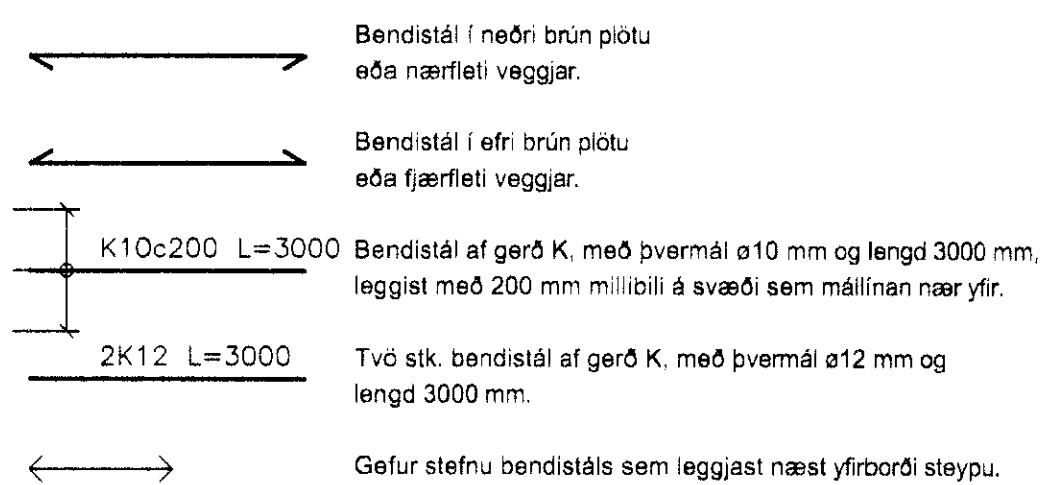 Bendistál í neðri brún plötu
eða nærfleti veggjar.
Bendistál í efri brún plötu
eða fjærfleti veggjar.
K10c200 L=3000 Bendistál af gerð K, með þvermál ø10 mm og lengd 3000 mm,
leggist með 200 mm millibili á svæði sem mállínan nær yfir.
2K12 L=3000 Tvö stk. bendistál af gerð K, með þvermál ø12 mm og
lengd 3000 mm.
Gefur stefnu bendistáls sem leggjast næst yfirborði steypu.